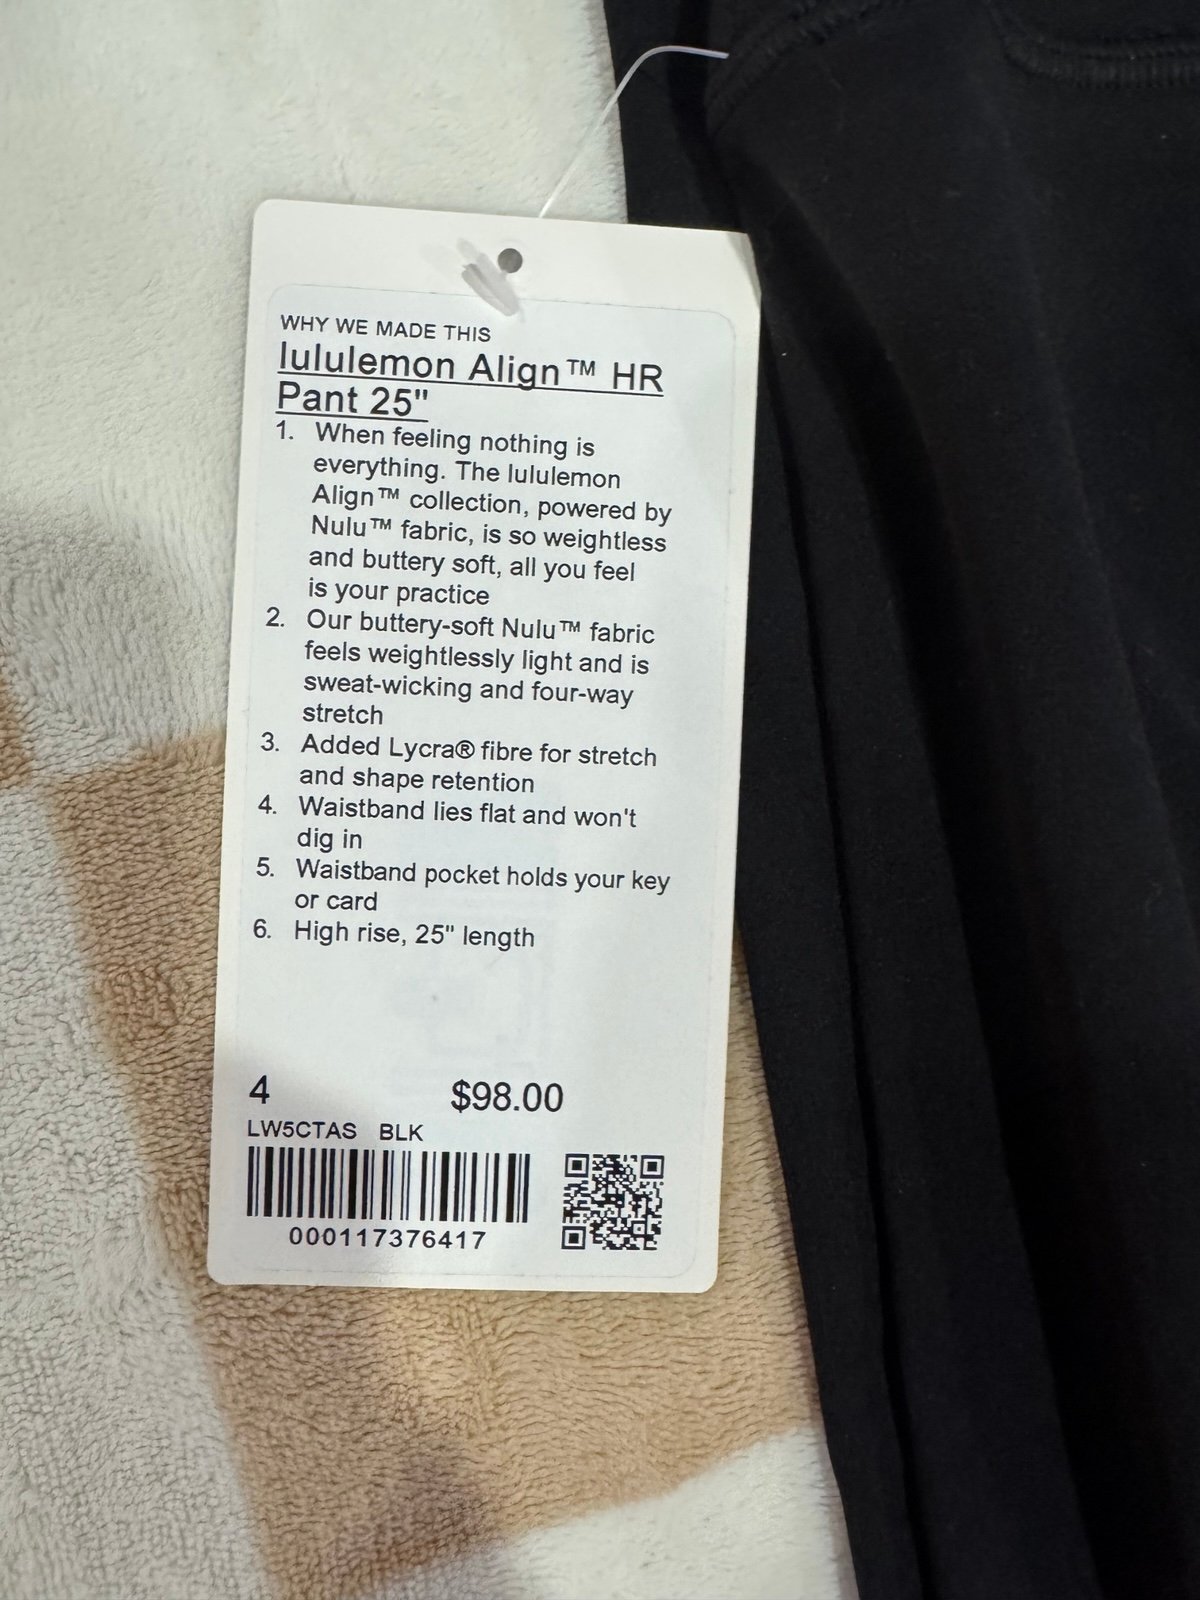 WHY WE MADE THIS
lululemon Align™ HR
Pant 25"
1. When feeling nothing is
everything. The lululemon
Align™ collection, powered by
Nulu™ fabric, is so weightless
and buttery soft, all you feel
is your practice
2. Our buttery-soft Nulu™ fabric
feels weightlessly light and is
sweat-wicking and four-way
stretch
3. Added Lycra® fibre for stretch
and shape retention
4. Waistband lies flat and won't
dig in
5. Waistband pocket holds your key
or card
6. High rise, 25" length
4 $98.00
LW5CTAS BLK
000117376417